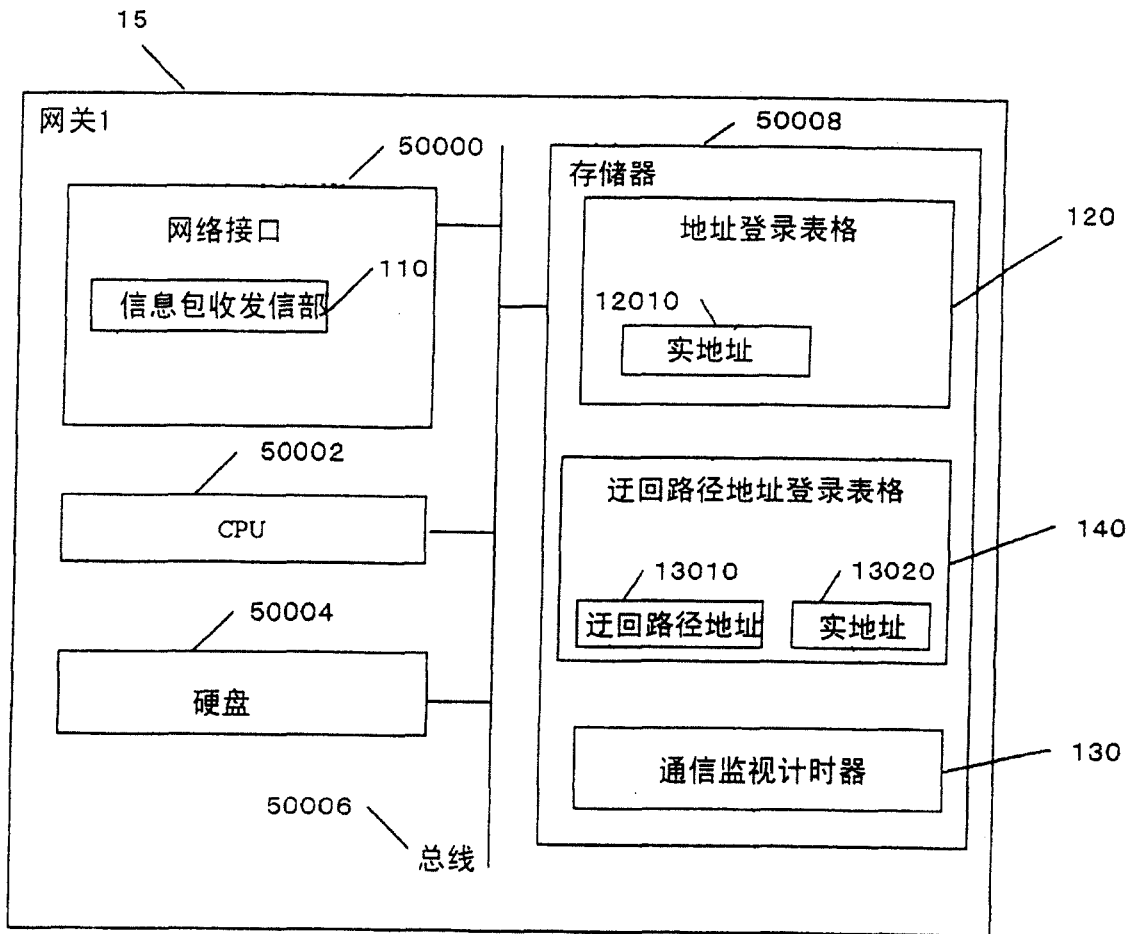 15
网关1
50000
网络接口
信息包收发信部
110
50002
CPU
50004
硬盘
50006
总线
50008
存储器
地址登录表格
120
12010
实地址
迂回路径地址登录表格
140
13010
13020
迂回路径地址
实地址
通信监视计时器
130